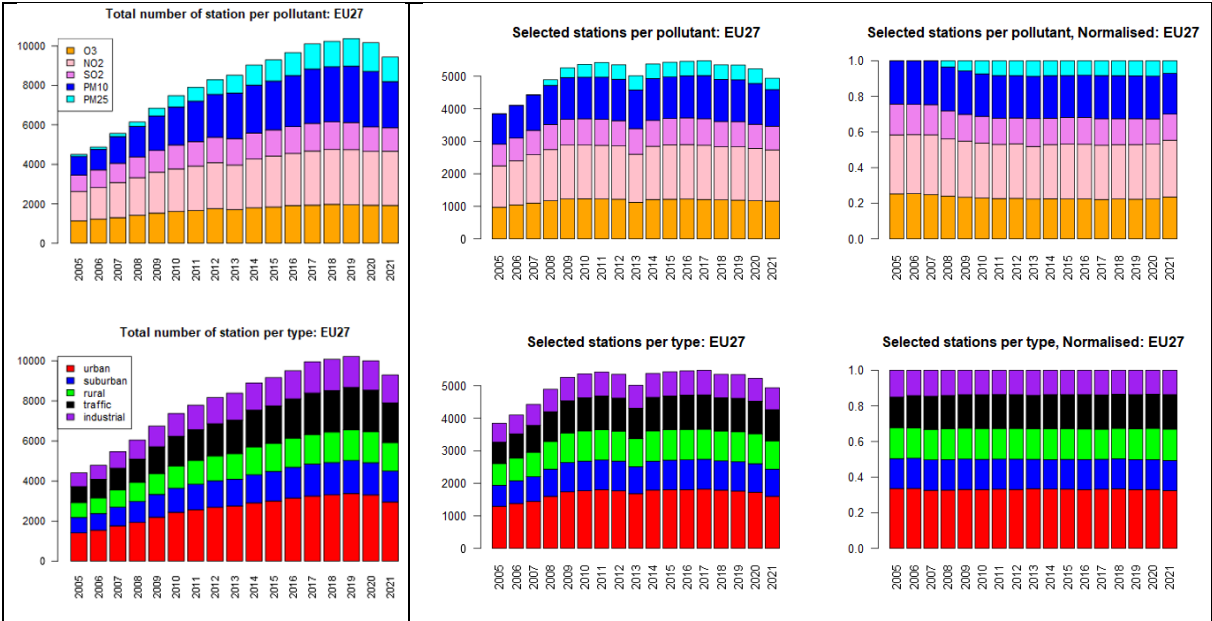 Total number of station per pollutant: EU27
10000
8000
6000
4000
2000
0
O3
NO2
SO2
PM10
PM25
2005 2006 2007 2008 2009 2010 2011 2012 2013 2014 2015 2016 2017 2018 2019 2020 2021
Selected stations per pollutant: EU27
5000
4000
3000
2000
1000
0
2005 2006 2007 2008 2009 2010 2011 2012 2013 2014 2015 2016 2017 2018 2019 2020 2021
Selected stations per pollutant, Normalised: EU27
1.0
0.8
0.6
0.4
0.2
0.0
2005 2006 2007 2008 2009 2010 2011 2012 2013 2014 2015 2016 2017 2018 2019 2020 2021
Total number of station per type: EU27
10000
8000
6000
4000
2000
0
urban
suburban
rural
traffic
industrial
2005 2006 2007 2008 2009 2010 2011 2012 2013 2014 2015 2016 2017 2018 2019 2020 2021
Selected stations per type: EU27
5000
4000
3000
2000
1000
0
2005 2006 2007 2008 2009 2010 2011 2012 2013 2014 2015 2016 2017 2018 2019 2020 2021
Selected stations per type, Normalised: EU27
1.0
0.8
0.6
0.4
0.2
0.0
2005 2006 2007 2008 2009 2010 2011 2012 2013 2014 2015 2016 2017 2018 2019 2020 2021